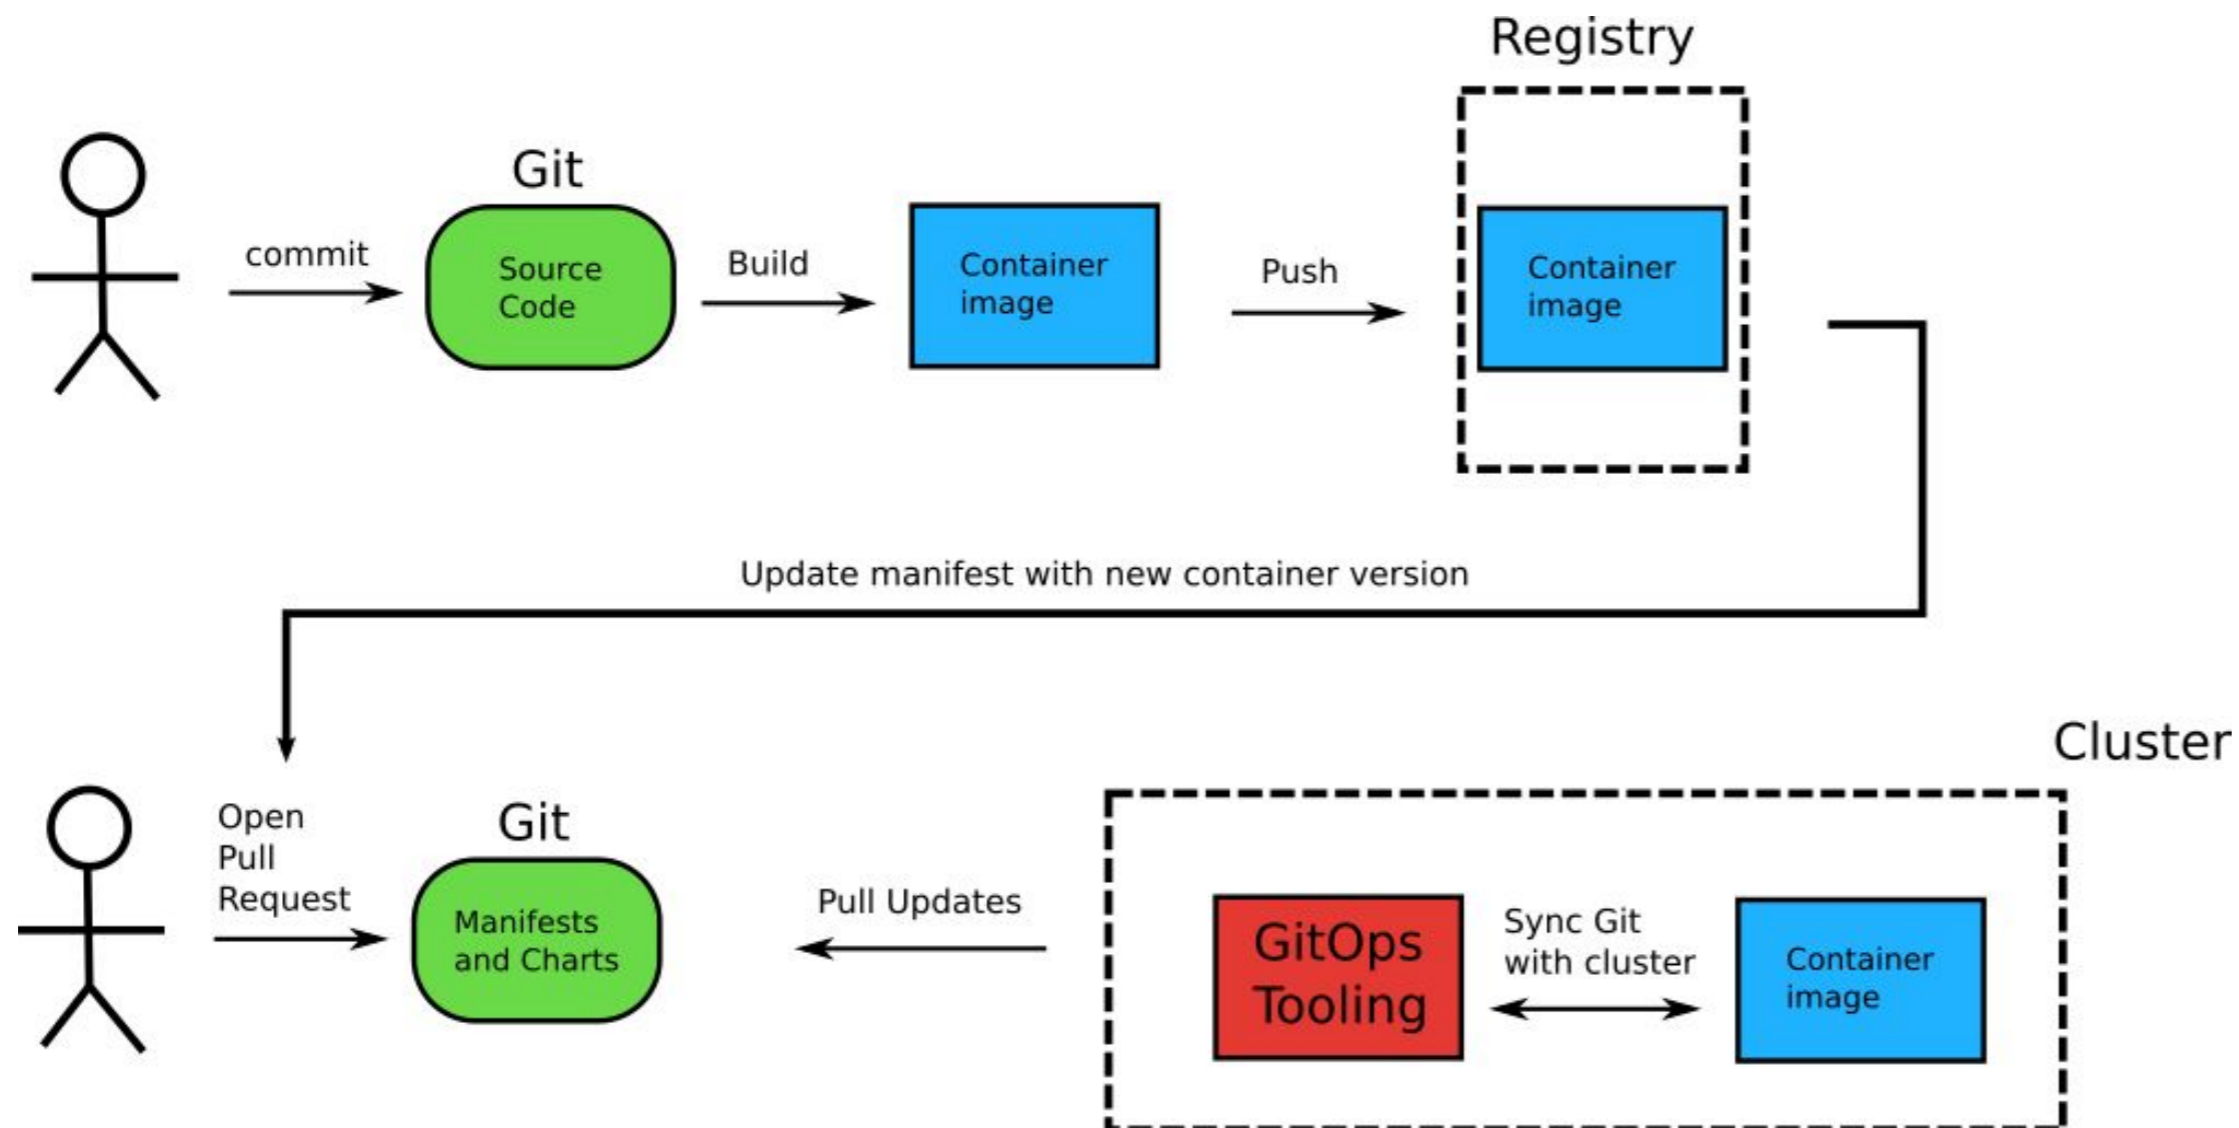 Registry
Git
commit
Source
Code
Build
Container
image
Push
Container
image
Update manifest with new container version
Cluster
Open
Pull
Request
Git
Manifests
and Charts
Pull Updates
GitOps
Tooling
Sync Git
with cluster
Container
image